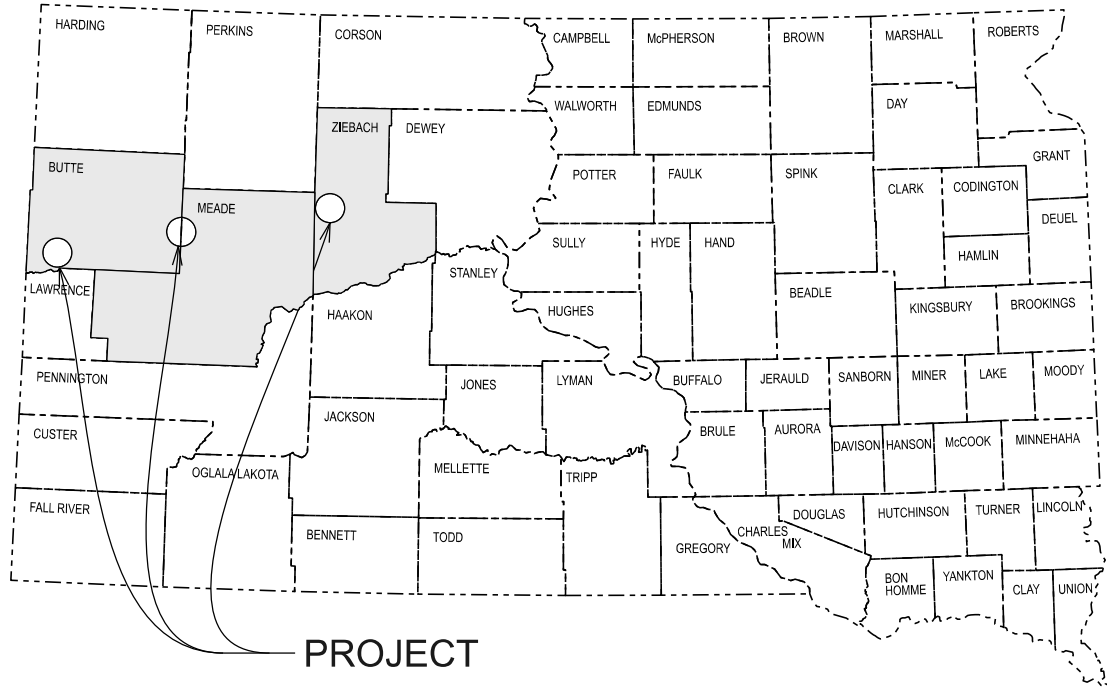 HARDING
PERKINS
CORSON
CAMPBELL
McPHERSON
BROWN
MARSHALL
ROBERTS
WALWORTH
EDMUNDS
DAY
ZIEBACH
DEWEY
GRANT
BUTTE
POTTER
FAULK
SPINK
CLARK
CODINGTON
MEADE
DEUEL
SULLY
HYDE
HAND
HAMLIN
STANLEY
LAWRENCE
BEADLE
KINGSBURY
BROOKINGS
HAAKON
HUGHES
PENNINGTON
JONES
LYMAN
BUFFALO
JERAULD
SANBORN
MINER
LAKE
MOODY
JACKSON
CUSTER
BRULE
AURORA
DAVISON
HANSON
McCOOK
MINNEHAHA
OGLALA LAKOTA
MELLETTE
TRIPP
FALL RIVER
DOUGLAS
HUTCHINSON
TURNER
LINCOLN
BENNETT
TODD
GREGORY
CHARLES
MIX
BON
HOMME
YANKTON
CLAY
UNION
PROJECT